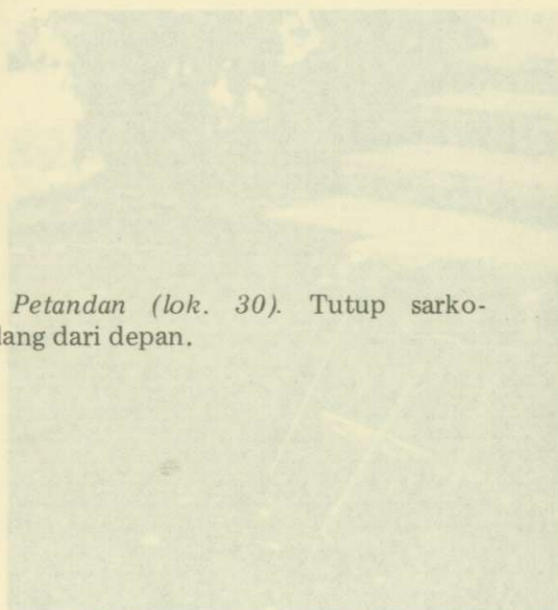 Petandan (lok. 30). Tutup sarko-
lang dari depan.